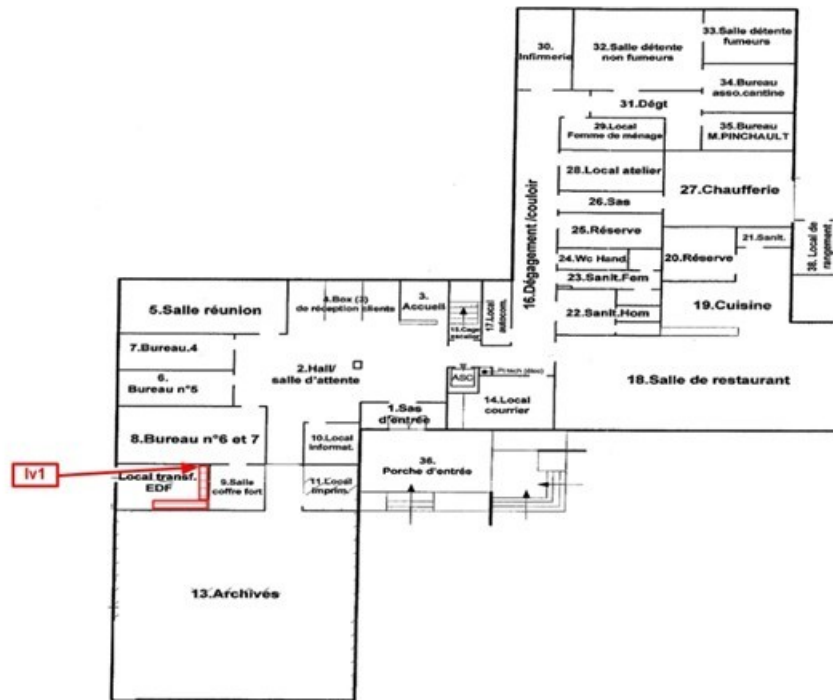 33.Salle détente
fumeurs
30.
Infirmerie
32.Salle détente
non fumeurs
34.Bureau
asso.cantine
31.Dégt
29.Local
Femme de ménage
35.Bureau
M.PINCHAULT
28.Local atelier
27.Chaufferie
26.Sas
25.Réserve
16.Dégagement /couloir
21.Sanit.
38. Local de
rangement
24.Wc Hand.
20.Réserve
23.Sanit.Fem
19.Cuisine
22.Sanit.Hom
5.Salle réunion
4.Box (3)
de réception clients
3.
Accueil
15.Cage
escalier
17.Local
autocom.
7.Bureau.4
2.Hall/
salle d'attente
6.
Bureau n°5
ASC
18.Salle de restaurant
14.Local
courrier
1.Sas
d'entrée
8.Bureau n°6 et 7
10.Local
informat.
lv1
Local transf.
EDF
9.Salle
coffre fort
11.Local
imprim.
36.
Porche d'entrée
13.Archives